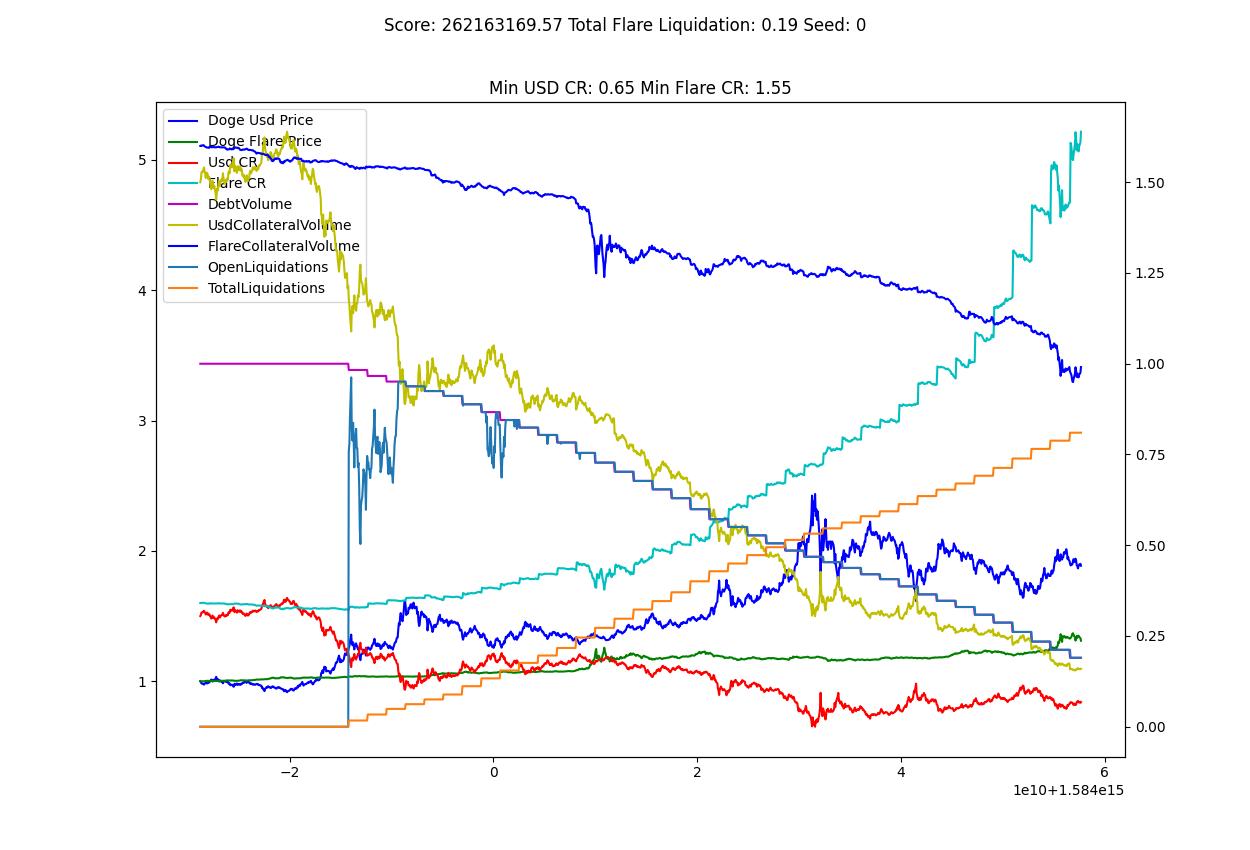 Score: 262163169.57 Total Flare Liquidation: 0.19 Seed: 0
Min USD CR: 0.65 Min Flare CR: 1.55
Doge Usd Price
Doge Flare Price
Usd CR
Flare CR
DebtVolume
UsdCollateralVolume
FlareCollateralVolume
OpenLiquidations
TotalLiquidations
5
4
3
2
1
1.50
1.25
1.00
0.75
0.50
0.25
0.00
−2
0
2
4
6
1e10+1.584e15